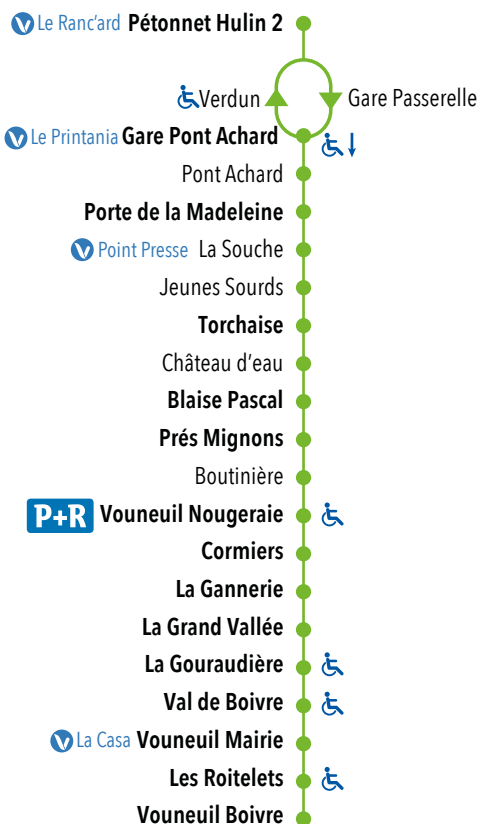 Le Ranc'ard Pétonnet Hulin 2
Verdun Gare Passerelle
Le Printania Gare Pont Achard
Pont Achard
Porte de la Madeleine
Point Presse La Souche
Jeunes Sourds
Torchaise
Château d'eau
Blaise Pascal
Prés Mignons
Boutinière
P+R Vouneuil Nougeraie
Cormiers
La Gannerie
La Grand Vallée
La Gouraudière
Val de Boivre
La Casa Vouneuil Mairie
Les Roitelets
Vouneuil Boivre